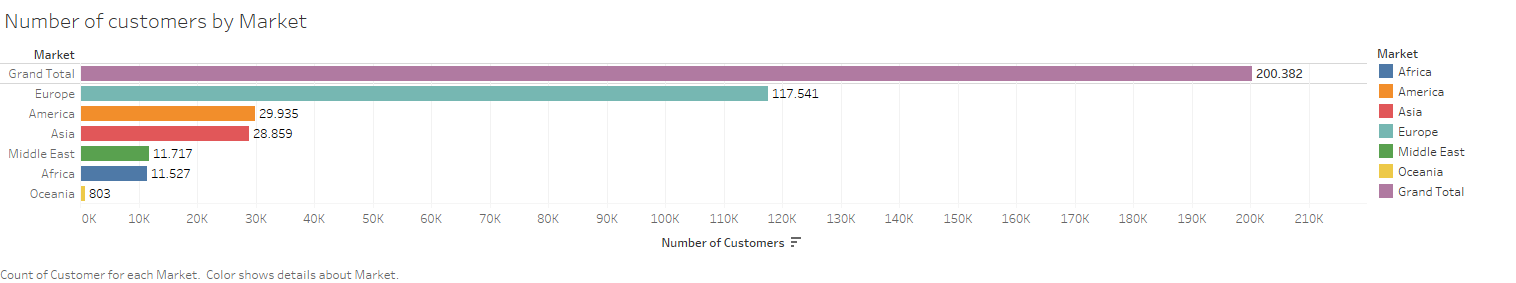 Number of customers by Market
Market
Grand Total 200.382
Europe 117.541
America 29.935
Asia 28.859
Middle East 11.717
Africa 11.527
Oceania 803
0K 10K 20K 30K 40K 50K 60K 70K 80K 90K 100K 110K 120K 130K 140K 150K 160K 170K 180K 190K 200K 210K
Number of Customers
Market
Africa
America
Asia
Europe
Middle East
Oceania
Grand Total
Count of Customer for each Market. Color shows details about Market.